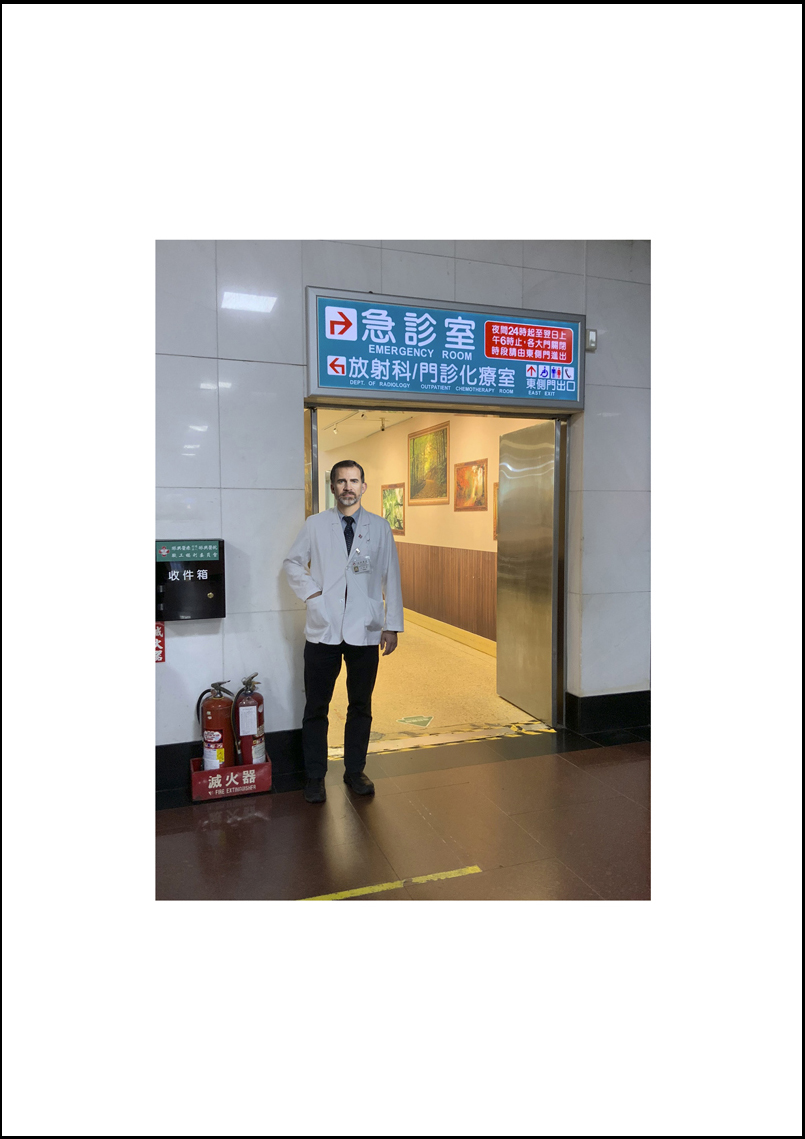 急診室
EMERGENCY ROOM
夜間24時起至翌日上
午6時止，各大門關閉
時段請由東側門進出
放射科/門診化療室
DEPT. OF RADIOLOGY OUTPATIENT CHEMOTHERAPY ROOM
東側門出口
EAST EXIT
收件箱
滅火器
滅火器
FIRE EXTINGUISHER